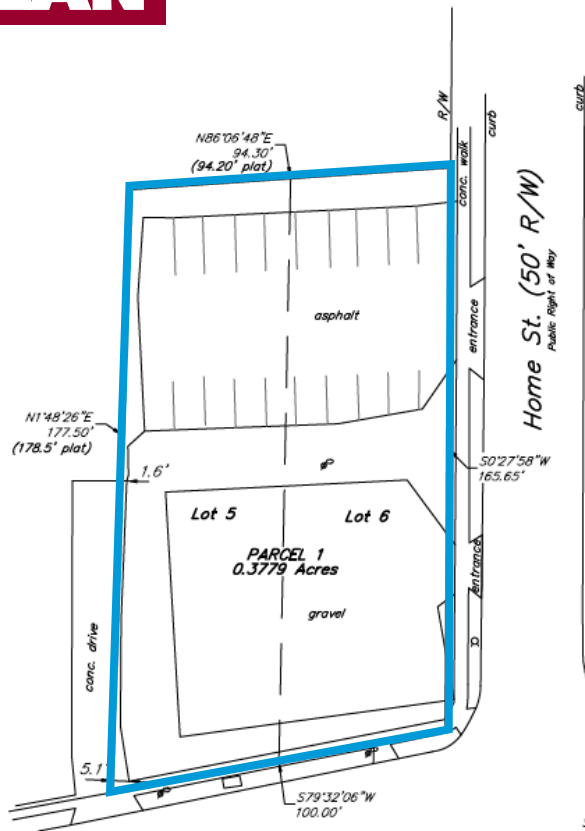 R/W
curb
curb
N86°06'48"E
94.30'
(94.20' plat)
conc. walk
Home St. (50' R/W)
Public Right of Way
asphalt
entrance
N1°48'26"E
177.50'
(178.5' plat)
S0°27'58"W
165.65'
1.6'
Lot 5
Lot 6
PARCEL 1
0.3779 Acres
entrance
gravel
conc. drive
5.1'
S79°32'06"W
100.00'